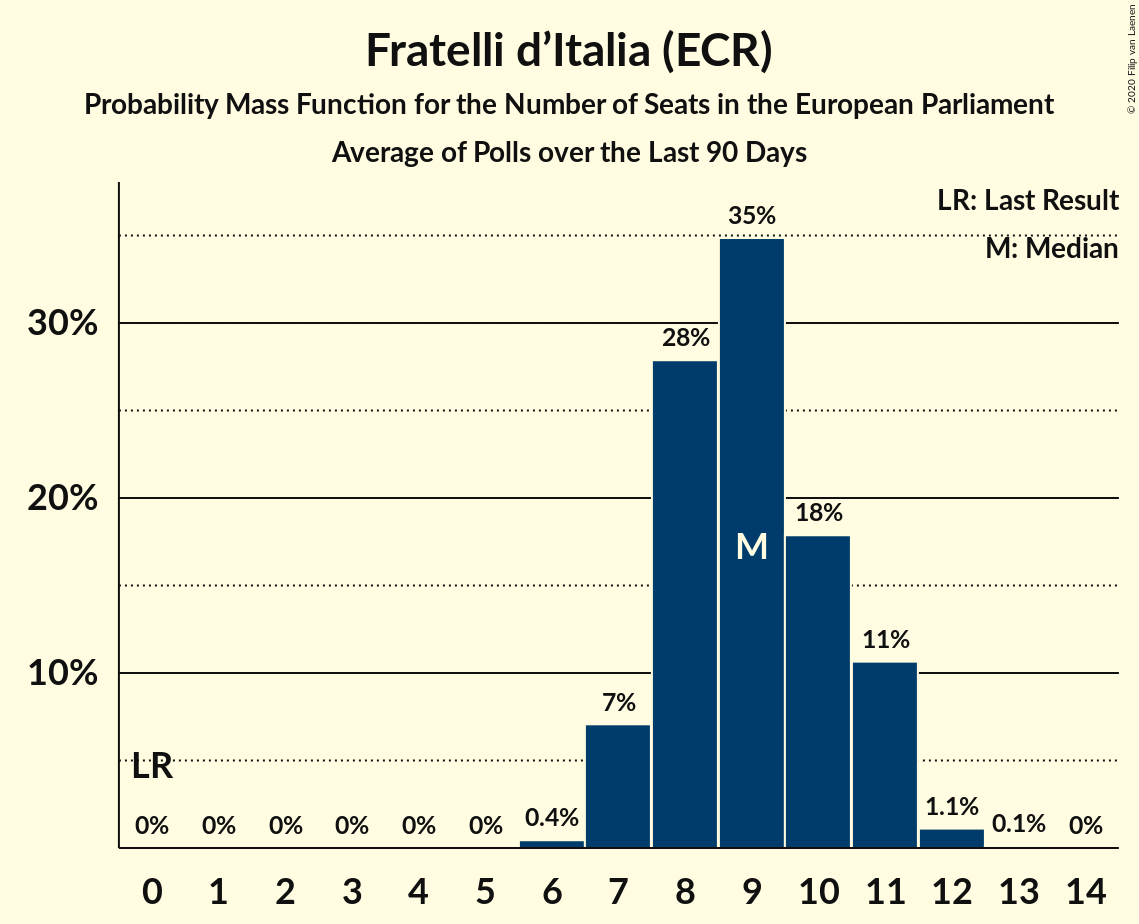 Fratelli d’Italia (ECR)
Probability Mass Function for the Number of Seats in the European Parliament
Average of Polls over the Last 90 Days
© 2020 Filip van Laenen
LR: Last Result
M: Median
35%
30%
28%
20%
18%
M
11%
10%
7%
LR
0% 0% 0% 0% 0% 0% 0.4% 1.1% 0.1% 0%
0 1 2 3 4 5 6 7 8 9 10 11 12 13 14